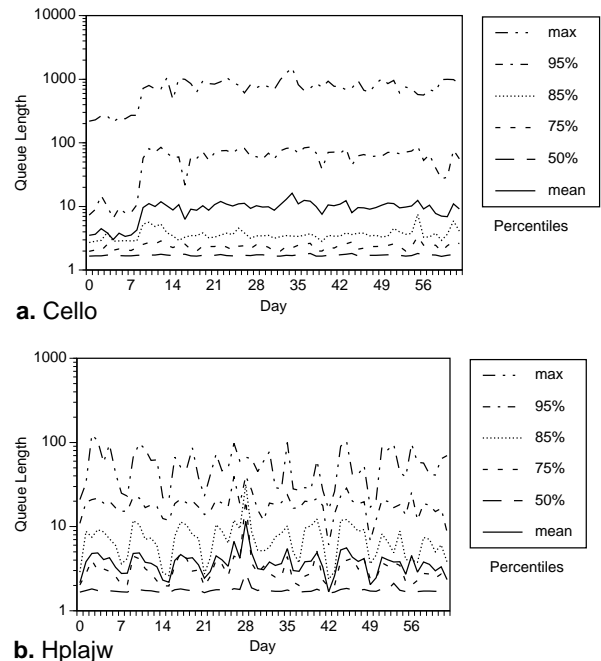 10000
1000
100
10
1
Queue Length
0 7 14 21 28 35 42 49 56
Day
max
95%
85%
75%
50%
mean
Percentiles
a. Cello
1000
100
10
1
Queue Length
0 7 14 21 28 35 42 49 56
Day
max
95%
85%
75%
50%
mean
Percentiles
b. Hplajw